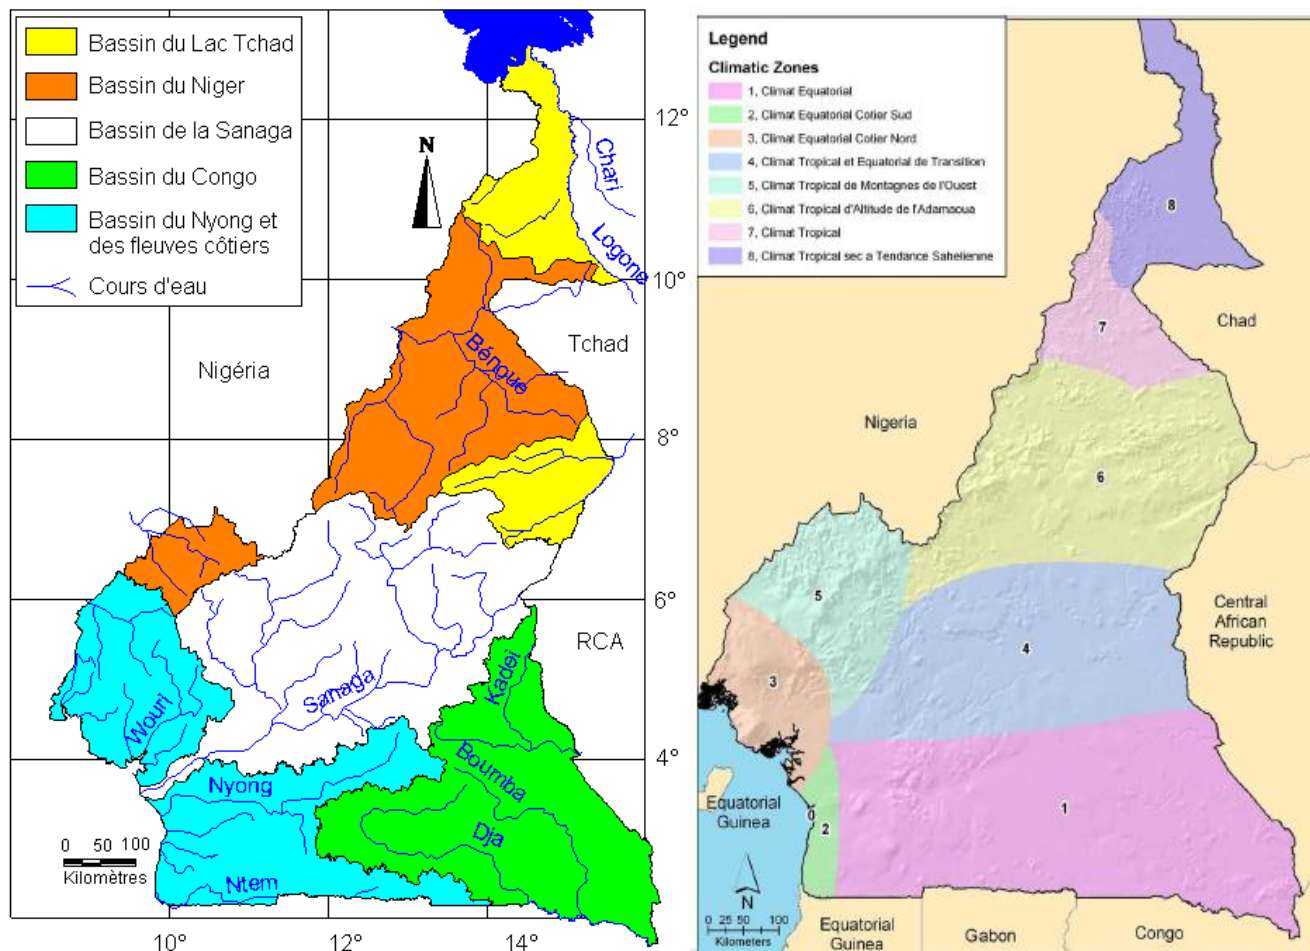 Bassin du Lac Tchad
Bassin du Niger
Bassin de la Sanaga
Bassin du Congo
Bassin du Nyong et
des fleuves côtiers
Cours d'eau
N
12°
10°
8°
6°
4°
Chari
Logone
Tchad
Nigéria
Béngue
RCA
Kadei
Sanaga
Wouri
Nyong
Boumba
Dja
Ntem
0 50 100
Kilomètres
10°
12°
14°
Legend
Climatic Zones
1, Climat Equatorial
2, Climat Equatorial Cotier Sud
3, Climat Equatorial Cotier Nord
4, Climat Tropical et Equatorial de Transition
5, Climat Tropical de Montagnes de l'Ouest
6, Climat Tropical d'Altitude de l'Adamaoua
7, Climat Tropical
8, Climat Tropical sec a Tendance Sahelienne
8
7
Chad
Nigeria
6
5
Central
African
Republic
4
3
Equatorial
Guinea
0
2
1
N
0 25 50 100
Kilometers
Equatorial
Guinea
Gabon
Congo